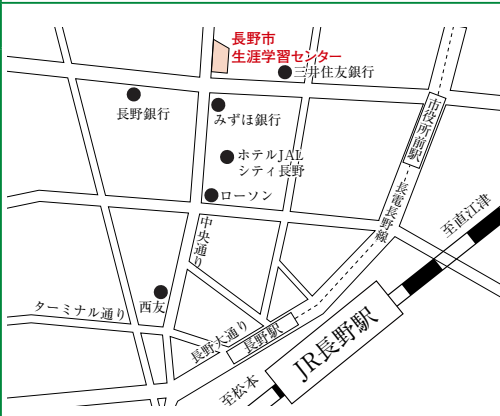 長野市
生涯学習センター
三井住友銀行
長野銀行
みずほ銀行
市役所前駅
ホテルJAL
シティ長野
ローソン
長電長野線
至直江津
中央通り
西友
ターミナル通り
長野大通り
長野駅
JR長野駅
至松本